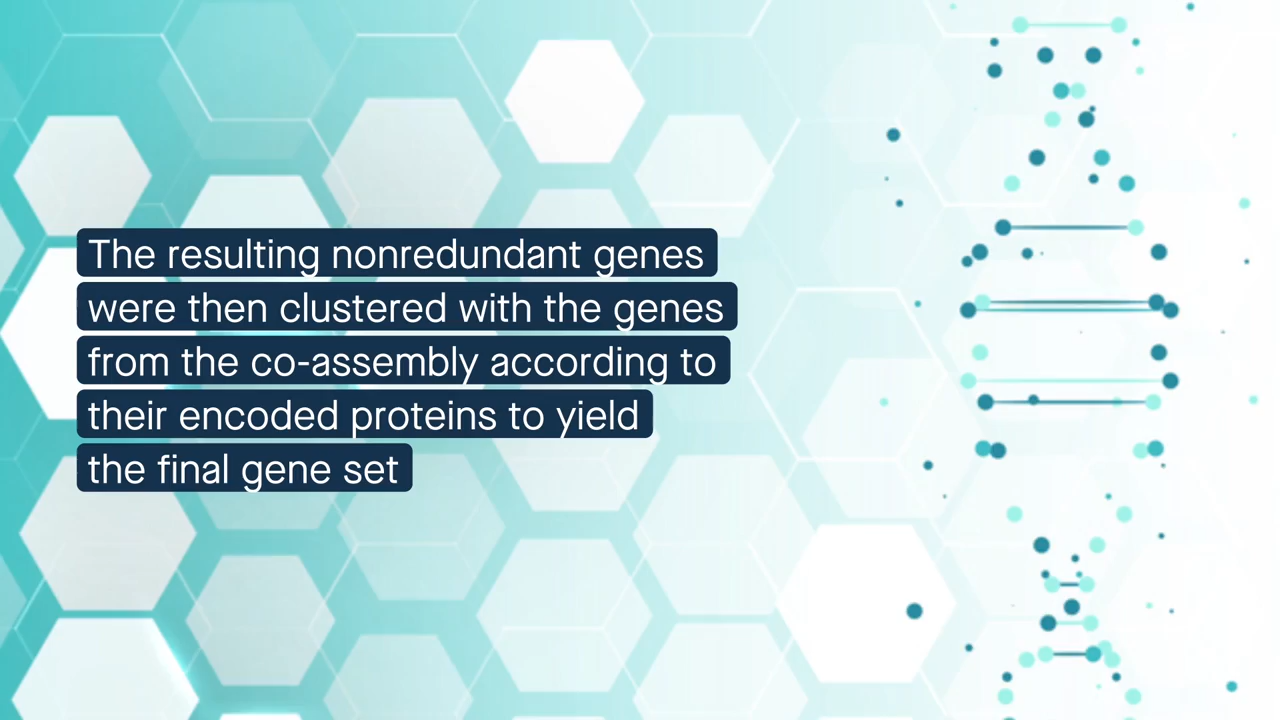 The resulting nonredundant genes
were then clustered with the genes
from the co-assembly according to
their encoded proteins to yield
the final gene set